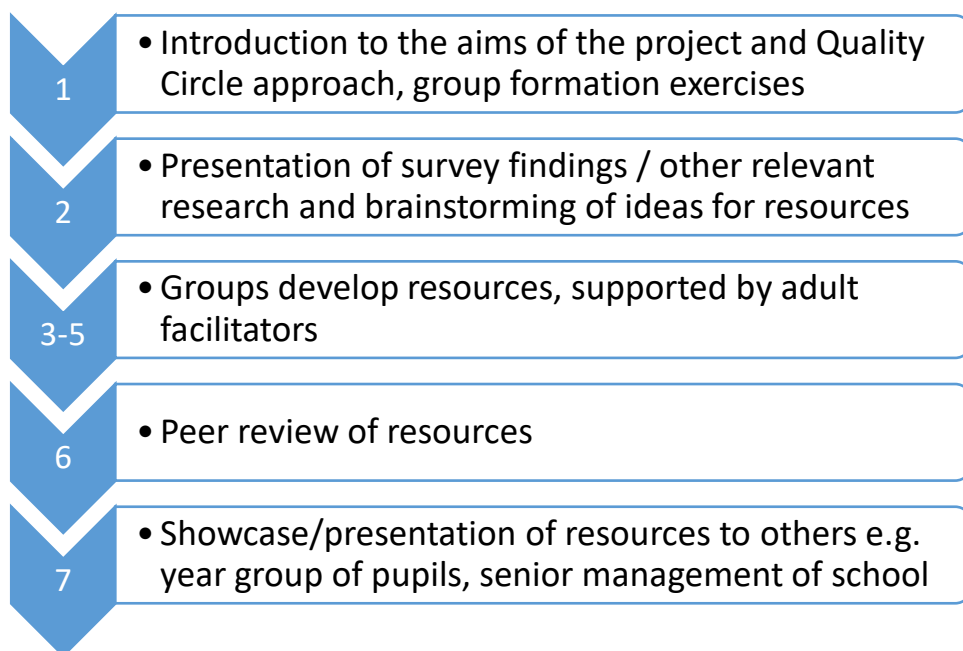 1
• Introduction to the aims of the project and Quality
Circle approach, group formation exercises
2
• Presentation of survey findings / other relevant
research and brainstorming of ideas for resources
3-5
• Groups develop resources, supported by adult
facilitators
6
• Peer review of resources
7
• Showcase/presentation of resources to others e.g.
year group of pupils, senior management of school